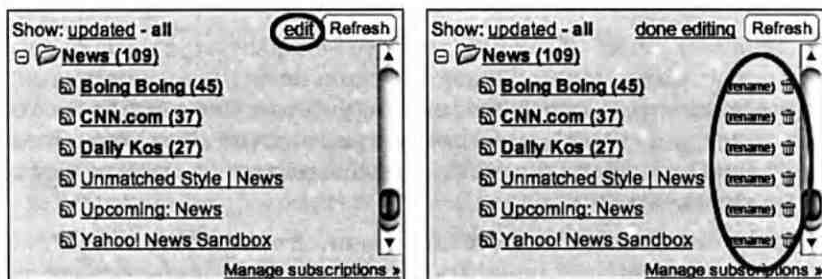 Show: updated - all edit Refresh
News (109)
Boing Boing (45)
CNN.com (37)
Daily Kos (27)
Unmatched Style | News
Upcoming: News
Yahoo! News Sandbox
Manage subscriptions »
Show: updated - all done editing Refresh
News (109)
Boing Boing (45) (rename)
CNN.com (37) (rename)
Daily Kos (27) (rename)
Unmatched Style | News (rename)
Upcoming: News (rename)
Yahoo! News Sandbox (rename)
Manage subscriptions »